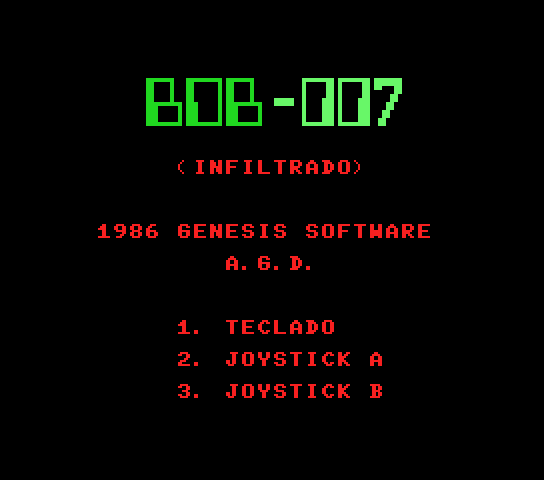 BOB-007
(INFILTRADO)
1986 GENESIS SOFTWARE
A.G.D.
1. TECLADO
2. JOYSTICK A
3. JOYSTICK B